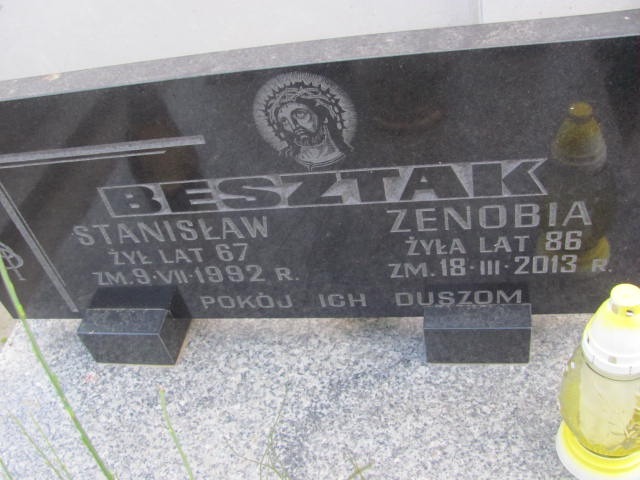 BESZTAK
STANISŁAW
ŻYŁ LAT 67
ZM. 9·VII·1992 R.
ZENOBIA
ŻYŁA LAT 86
ZM. 18·III·2013 R.
POKÓJ ICH DUSZOM